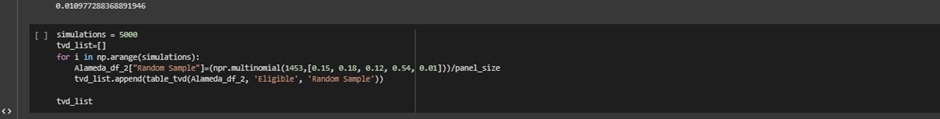 0.010977288368891946
[ ] simulations = 5000
tvd_list=[]
for i in np.arange(simulations):
Alameda_df_2["Random Sample"]=(npr.multinomial(1453,[0.15, 0.18, 0.12, 0.54, 0.01]))/panel_size
tvd_list.append(table_tvd(Alameda_df_2, 'Eligible', 'Random Sample'))
tvd_list